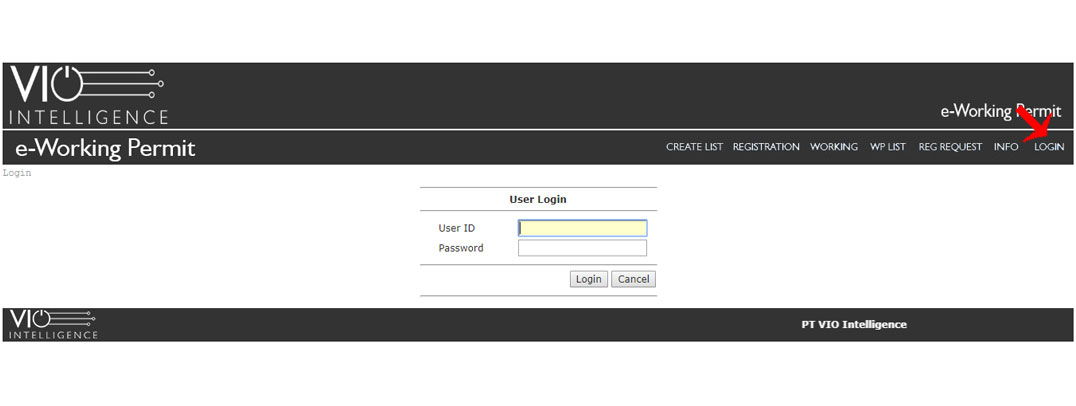 VIO
INTELLIGENCE
e-Working Permit
e-Working Permit
CREATE LIST REGISTRATION WORKING WP LIST REG REQUEST INFO LOGIN
Login
User Login
User ID
Password
Login Cancel
VIO
INTELLIGENCE
PT VIO Intelligence